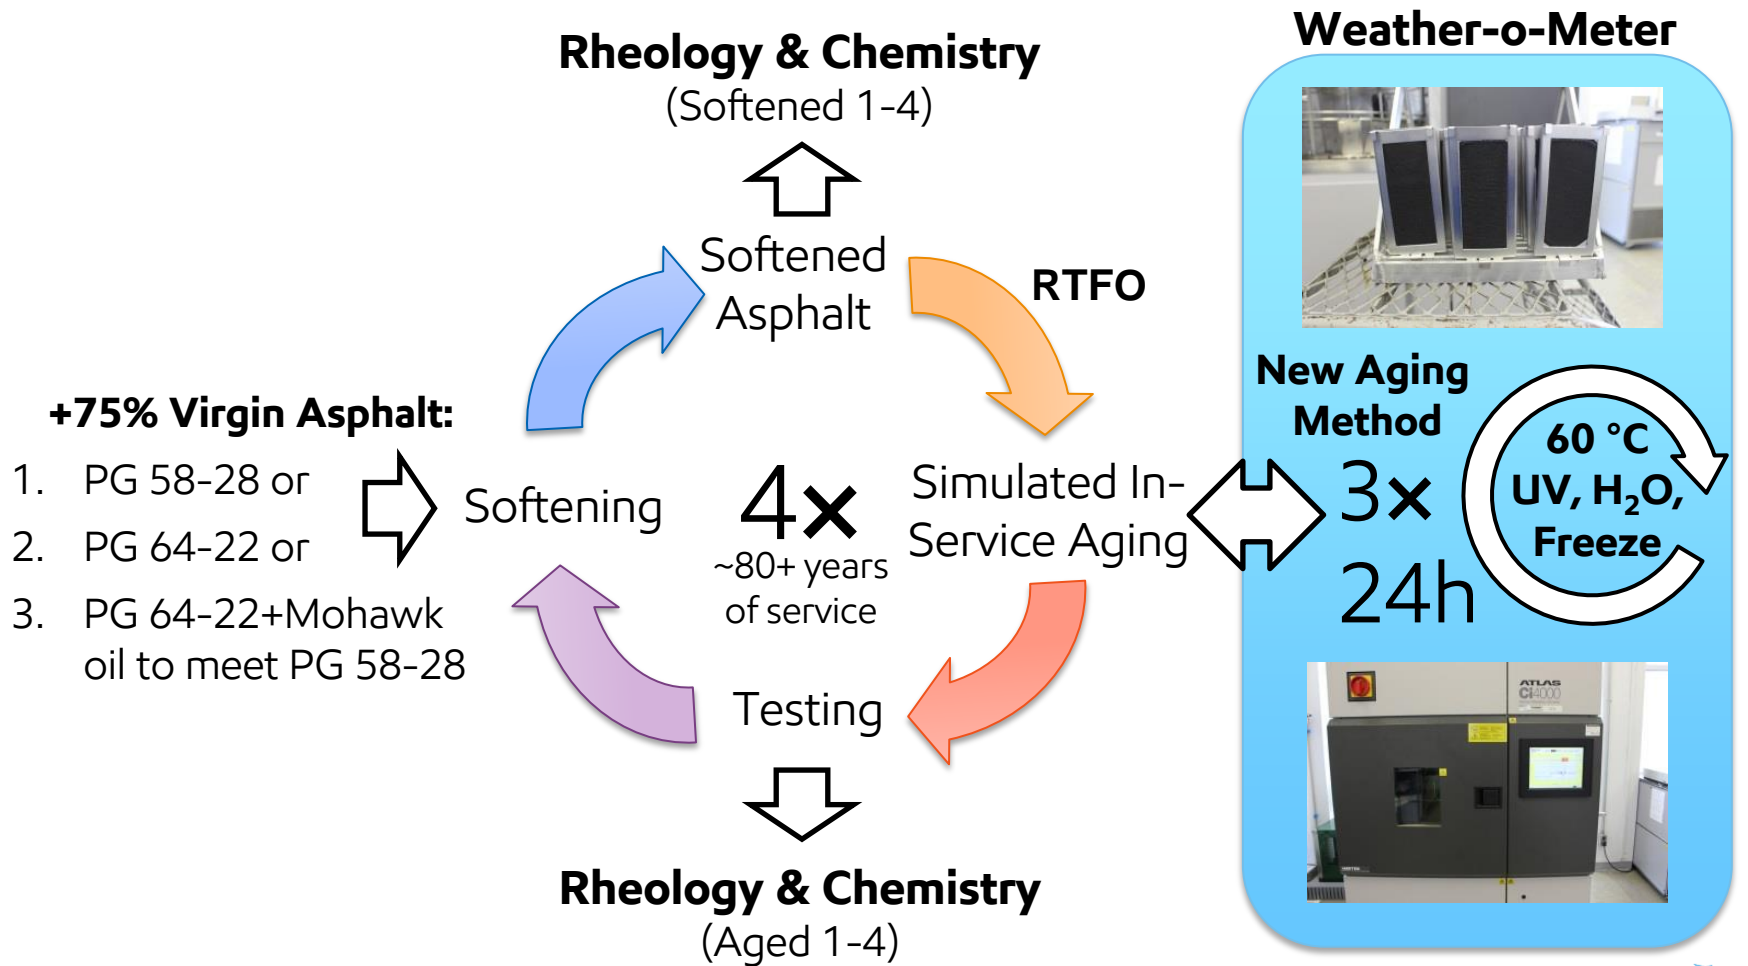 Weather-o-Meter
Rheology & Chemistry
(Softened 1-4)
Softened
Asphalt
RTFO
New Aging
Method
3×
24h
60 °C
UV, H₂O,
Freeze
+75% Virgin Asphalt:
1. PG 58-28 or
2. PG 64-22 or
3. PG 64-22+Mohawk
oil to meet PG 58-28
Softening
4×
~80+ years
of service
Simulated In-
Service Aging
Testing
Rheology & Chemistry
(Aged 1-4)
ATLAS
Ci4000